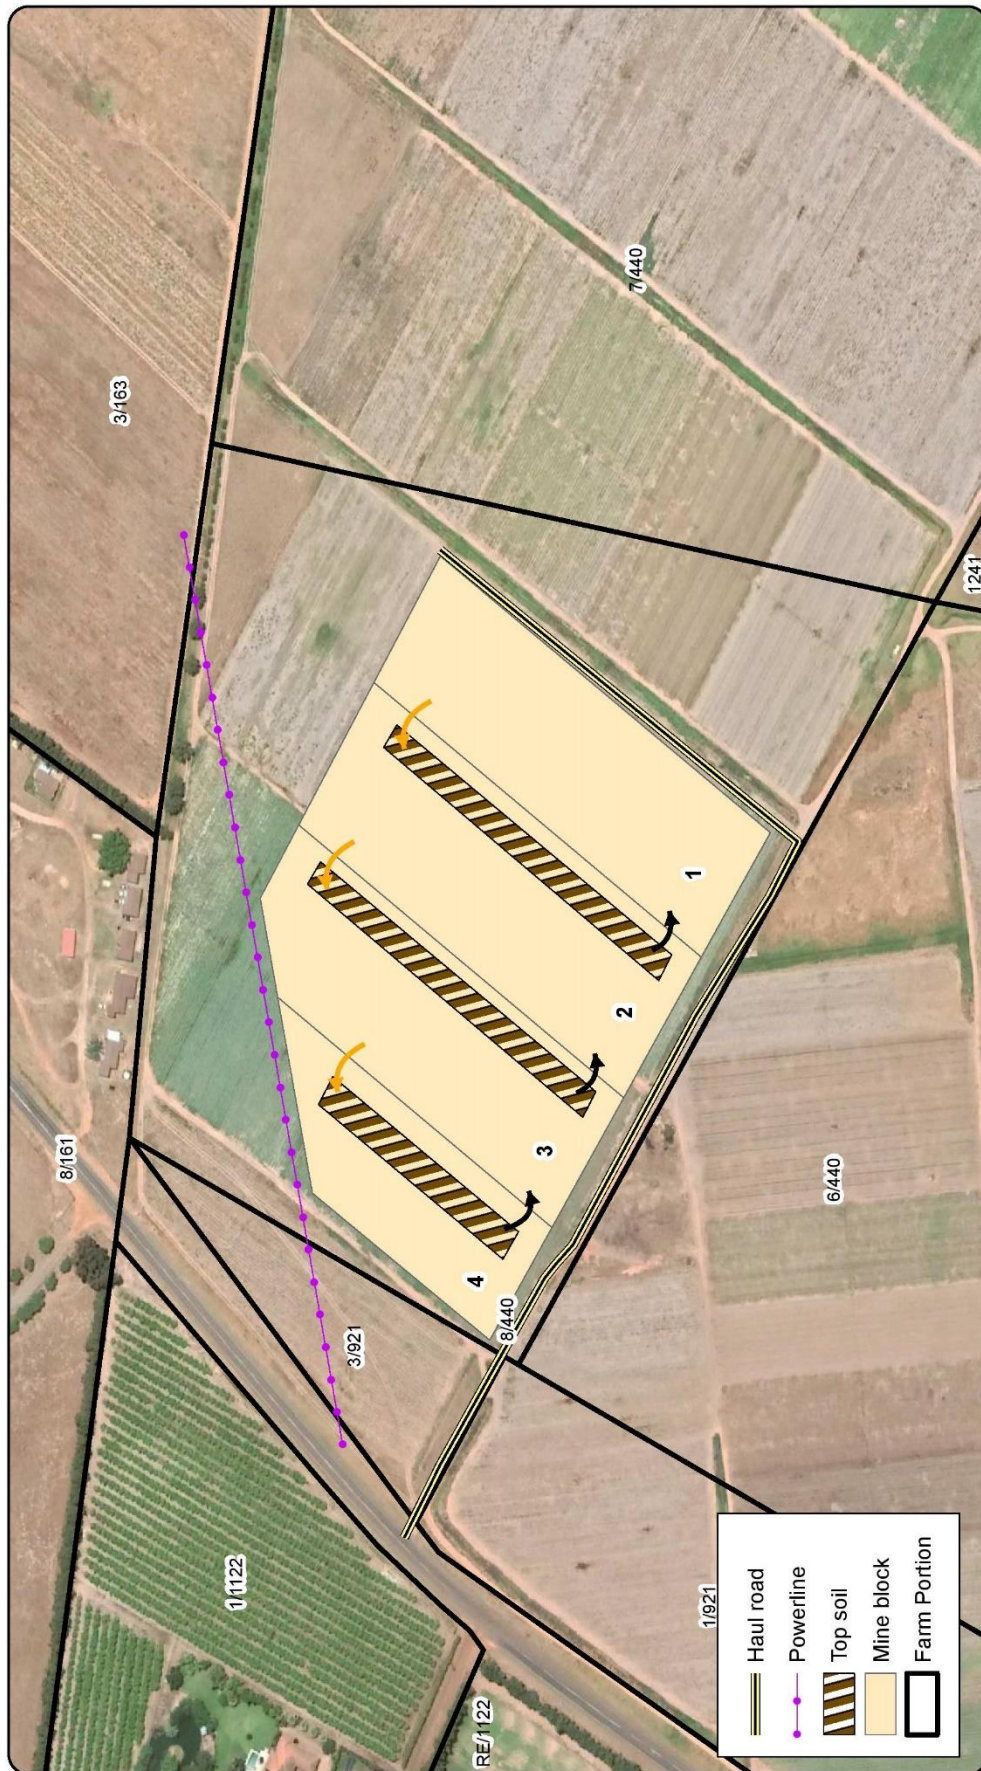 3/163
7/440
8/161
1241
3/921
8/440
6/440
1/1122
RE/1122
1/921
1
2
3
4
Haul road
Powerline
Top soil
Mine block
Farm Portion